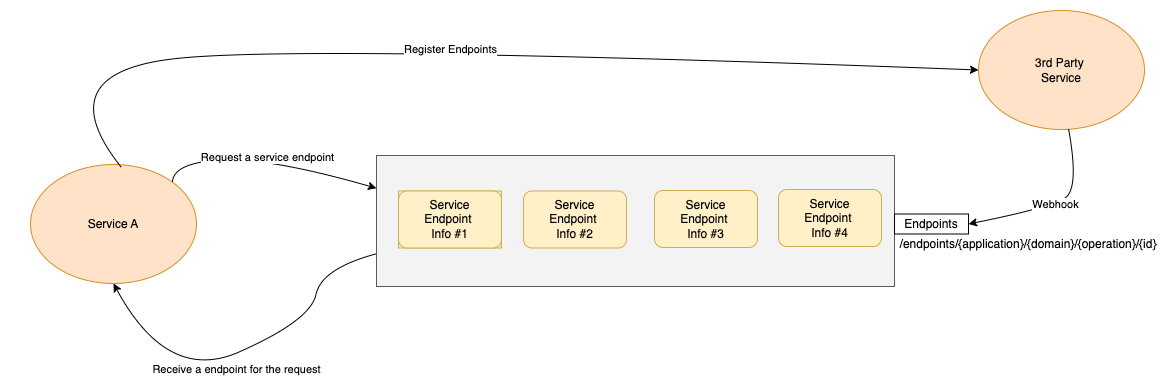 Register Endpoints
3rd Party
Service
Request a service endpoint
Service A
Service
Endpoint
Info #1
Service
Endpoint
Info #2
Service
Endpoint
Info #3
Service
Endpoint
Info #4
Webhook
Endpoints
/endpoints/{application}/{domain}/{operation}/{id}
Receive a endpoint for the request